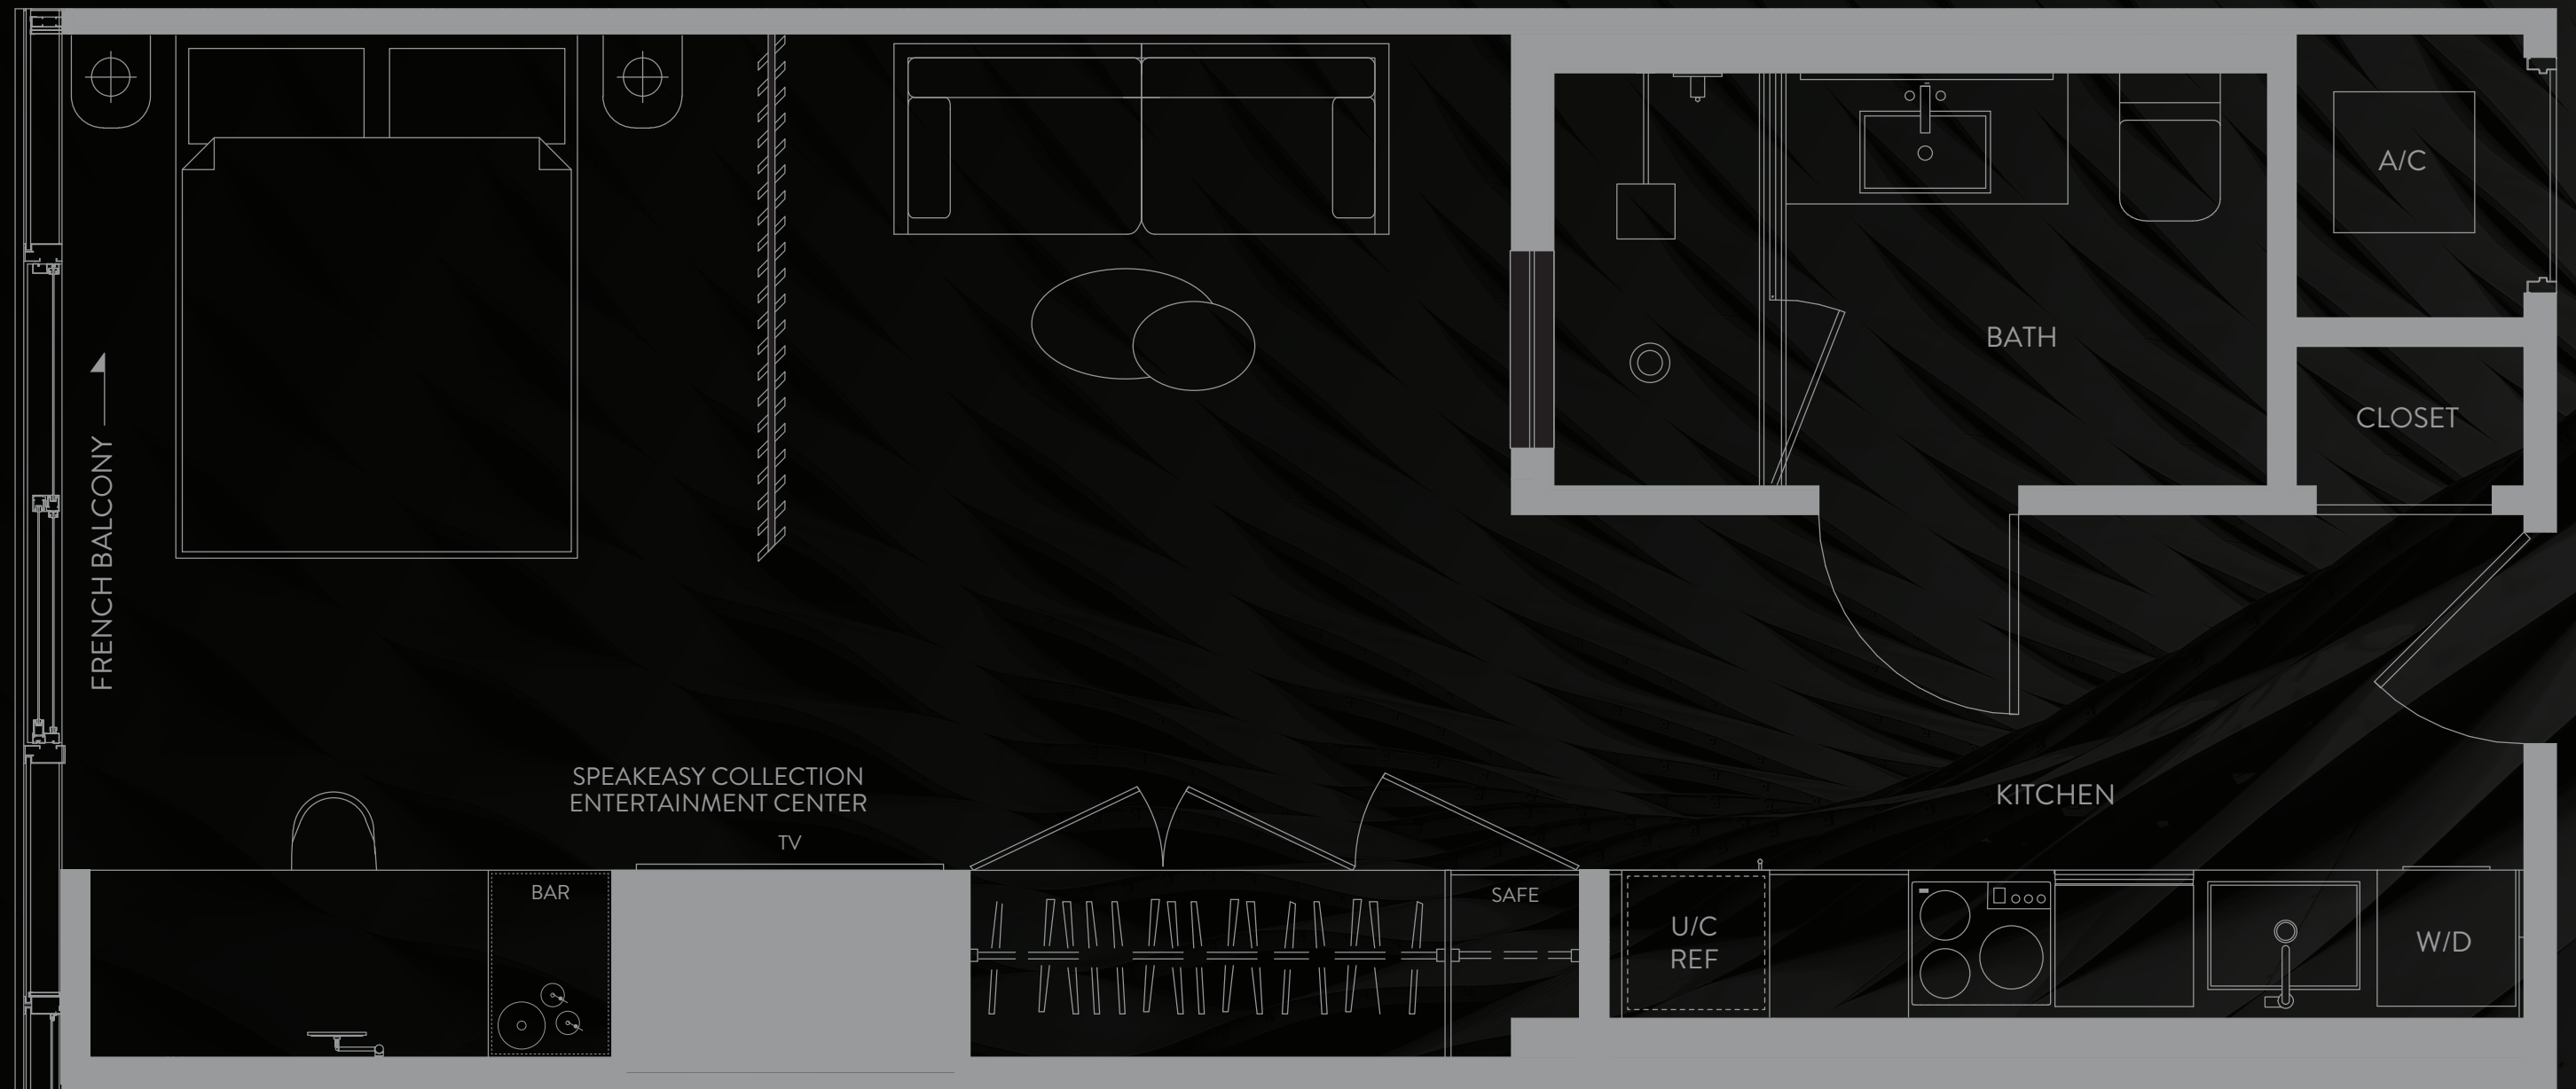 A/C
BATH
CLOSET
FRENCH BALCONY
SPEAKEASY COLLECTION
ENTERTAINMENT CENTER
TV
KITCHEN
BAR
SAFE
U/C
REF
W/D